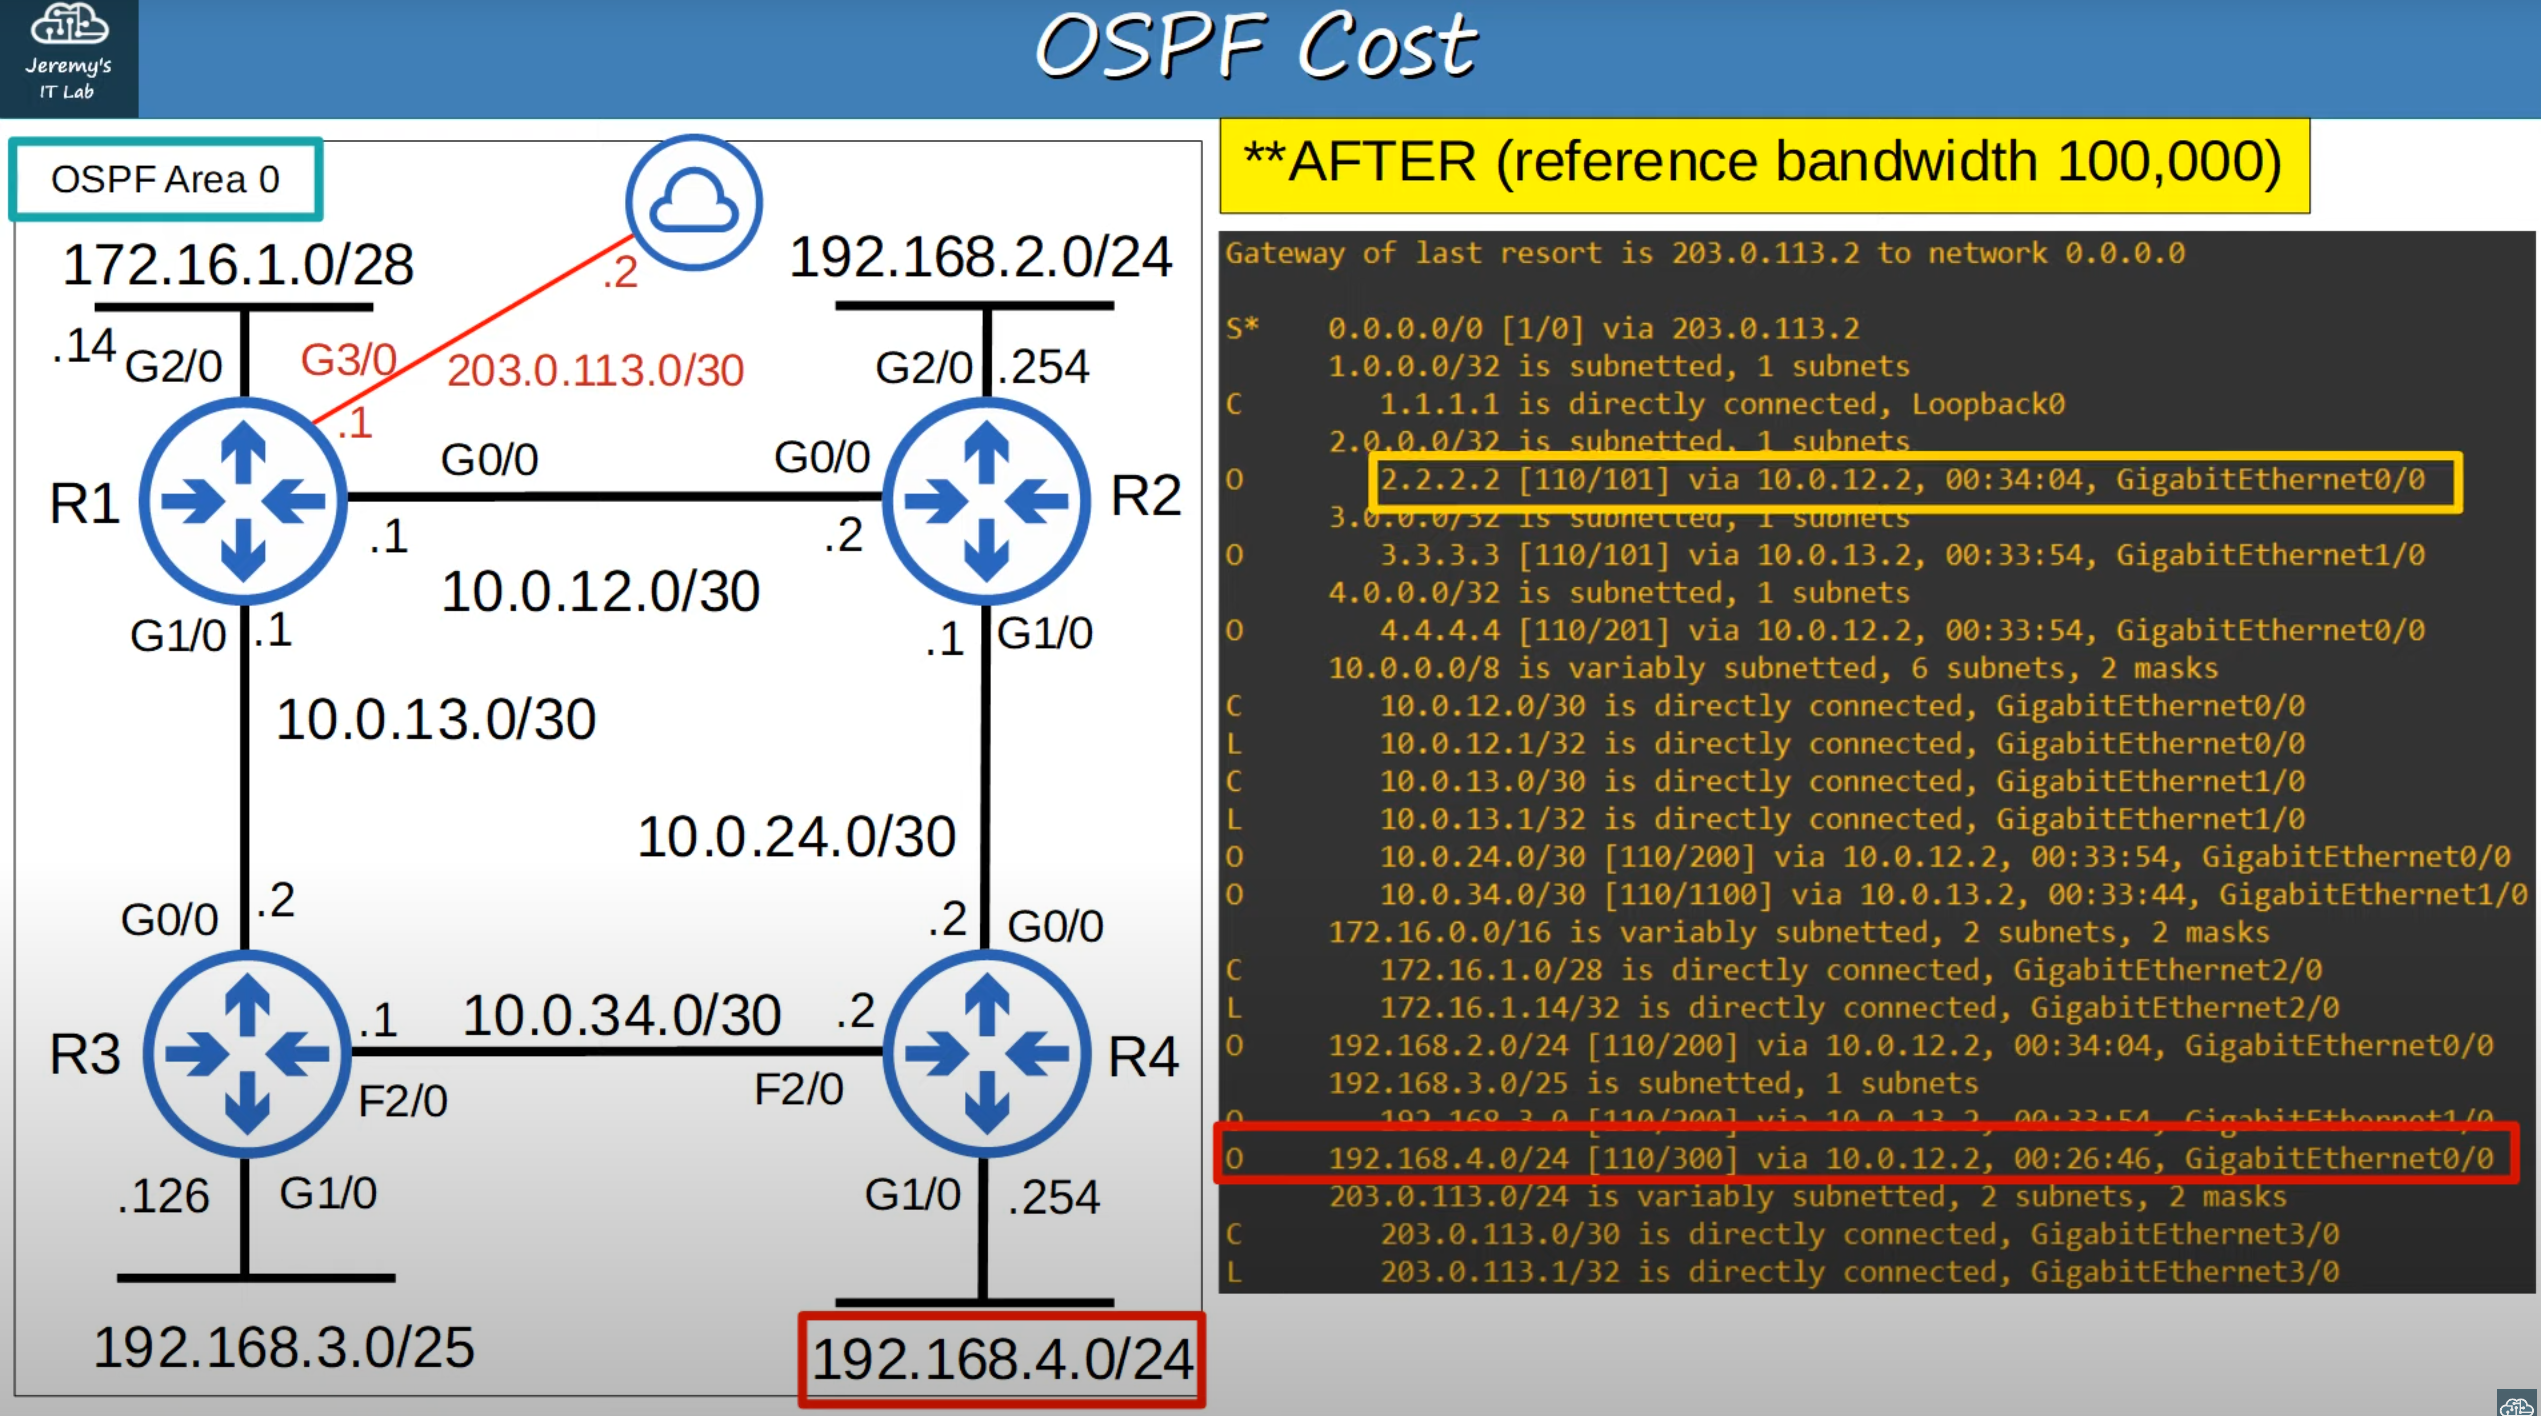 Jeremy's
IT Lab
OSPF Cost
OSPF Area 0
172.16.1.0/28
.2
192.168.2.0/24
.14
G2/0
G3/0
203.0.113.0/30
G2/0
.254
.1
G0/0
G0/0
R1
R2
.1
.2
10.0.12.0/30
G1/0
.1
.1
G1/0
10.0.13.0/30
10.0.24.0/30
G0/0
.2
.2
G0/0
.1
10.0.34.0/30
.2
R3
R4
F2/0
F2/0
.126
G1/0
G1/0
.254
192.168.3.0/25
192.168.4.0/24
**AFTER (reference bandwidth 100,000)
Gateway of last resort is 203.0.113.2 to network 0.0.0.0
S* 0.0.0.0/0 [1/0] via 203.0.113.2
1.0.0.0/32 is subnetted, 1 subnets
C 1.1.1.1 is directly connected, Loopback0
2.0.0.0/32 is subnetted, 1 subnets
O 2.2.2.2 [110/101] via 10.0.12.2, 00:34:04, GigabitEthernet0/0
3.0.0.0/32 is subnetted, 1 subnets
O 3.3.3.3 [110/101] via 10.0.13.2, 00:33:54, GigabitEthernet1/0
4.0.0.0/32 is subnetted, 1 subnets
O 4.4.4.4 [110/201] via 10.0.12.2, 00:33:54, GigabitEthernet0/0
10.0.0.0/8 is variably subnetted, 6 subnets, 2 masks
C 10.0.12.0/30 is directly connected, GigabitEthernet0/0
L 10.0.12.1/32 is directly connected, GigabitEthernet0/0
C 10.0.13.0/30 is directly connected, GigabitEthernet1/0
L 10.0.13.1/32 is directly connected, GigabitEthernet1/0
O 10.0.24.0/30 [110/200] via 10.0.12.2, 00:33:54, GigabitEthernet0/0
O 10.0.34.0/30 [110/1100] via 10.0.13.2, 00:33:44, GigabitEthernet1/0
172.16.0.0/16 is variably subnetted, 2 subnets, 2 masks
C 172.16.1.0/28 is directly connected, GigabitEthernet2/0
L 172.16.1.14/32 is directly connected, GigabitEthernet2/0
O 192.168.2.0/24 [110/200] via 10.0.12.2, 00:34:04, GigabitEthernet0/0
192.168.3.0/25 is subnetted, 1 subnets
O 192.168.3.0 [110/200] via 10.0.13.2, 00:33:54, GigabitEthernet1/0
O 192.168.4.0/24 [110/300] via 10.0.12.2, 00:26:46, GigabitEthernet0/0
203.0.113.0/24 is variably subnetted, 2 subnets, 2 masks
C 203.0.113.0/30 is directly connected, GigabitEthernet3/0
L 203.0.113.1/32 is directly connected, GigabitEthernet3/0